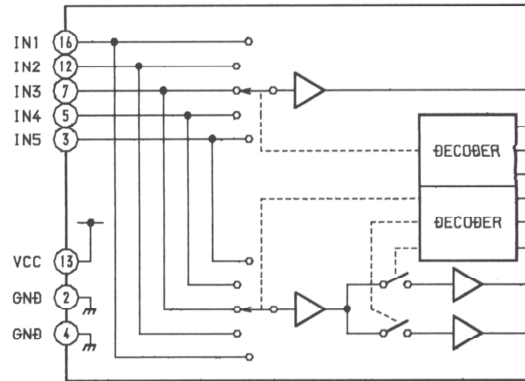 IN1 16
IN2 12
IN3 7
IN4 5
IN5 3
DECODER
DECODER
VCC 13
GND 2
GND 4